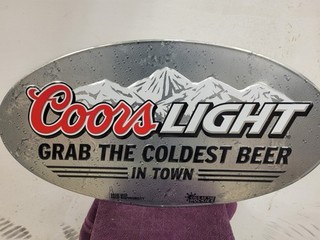 Coors LIGHT
GRAB THE COLDEST BEER
IN TOWN